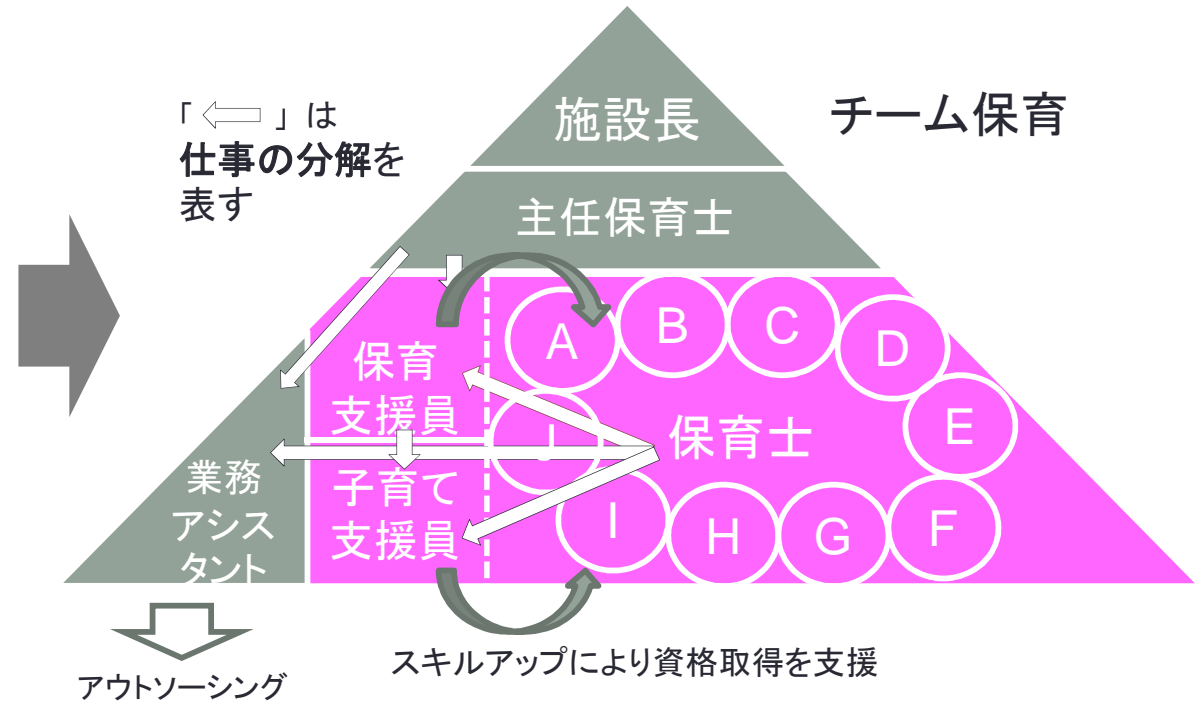 「 」は
仕事の分解を
表す
チーム保育
施設長
主任保育士
保育
支援員
子育て
支援員
業務
アシス
タント
保育士
A
B
C
D
E
F
G
H
I
J
アウトソーシング
スキルアップにより資格取得を支援